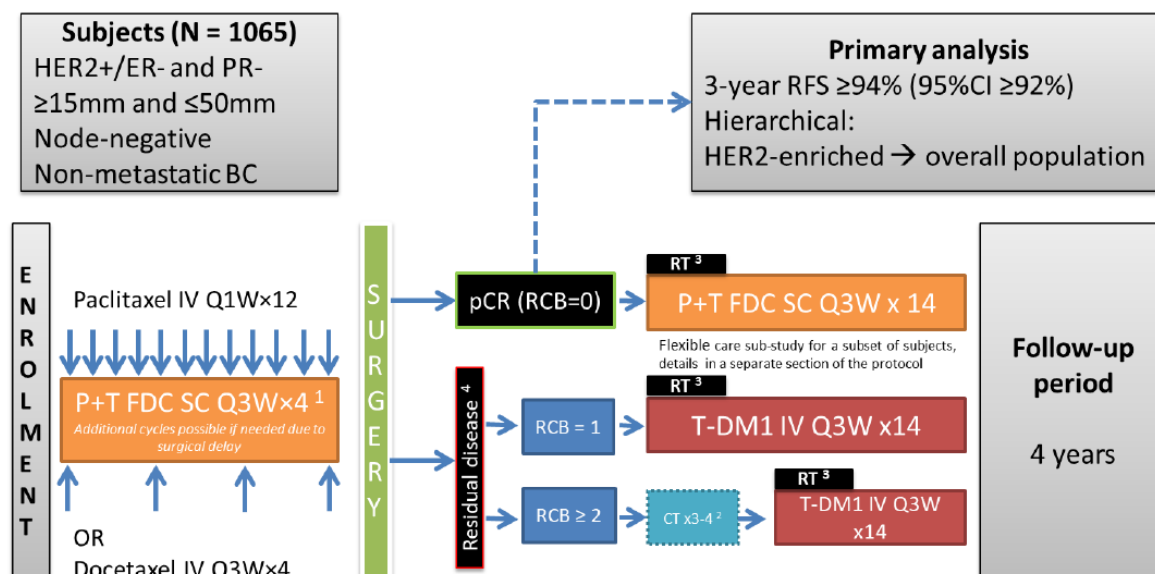 Subjects (N = 1065)
HER2+/ER- and PR-
≥15mm and ≤50mm
Node-negative
Non-metastatic BC
Primary analysis
3-year RFS ≥94% (95%CI ≥92%)
Hierarchical:
HER2-enriched → overall population
ENROLMENT
Paclitaxel IV Q1W×12
P+T FDC SC Q3W×4 1
Additional cycles possible if needed due to
surgical delay
OR
Docetaxel IV Q3W×4
SURGERY
pCR (RCB=0)
RT 3
P+T FDC SC Q3W x 14
Flexible care sub-study for a subset of subjects,
details in a separate section of the protocol
Residual disease 4
RCB = 1
RT 3
T-DM1 IV Q3W x14
RCB ≥ 2
CT x3-4 2
RT 3
T-DM1 IV Q3W
x14
Follow-up
period
4 years